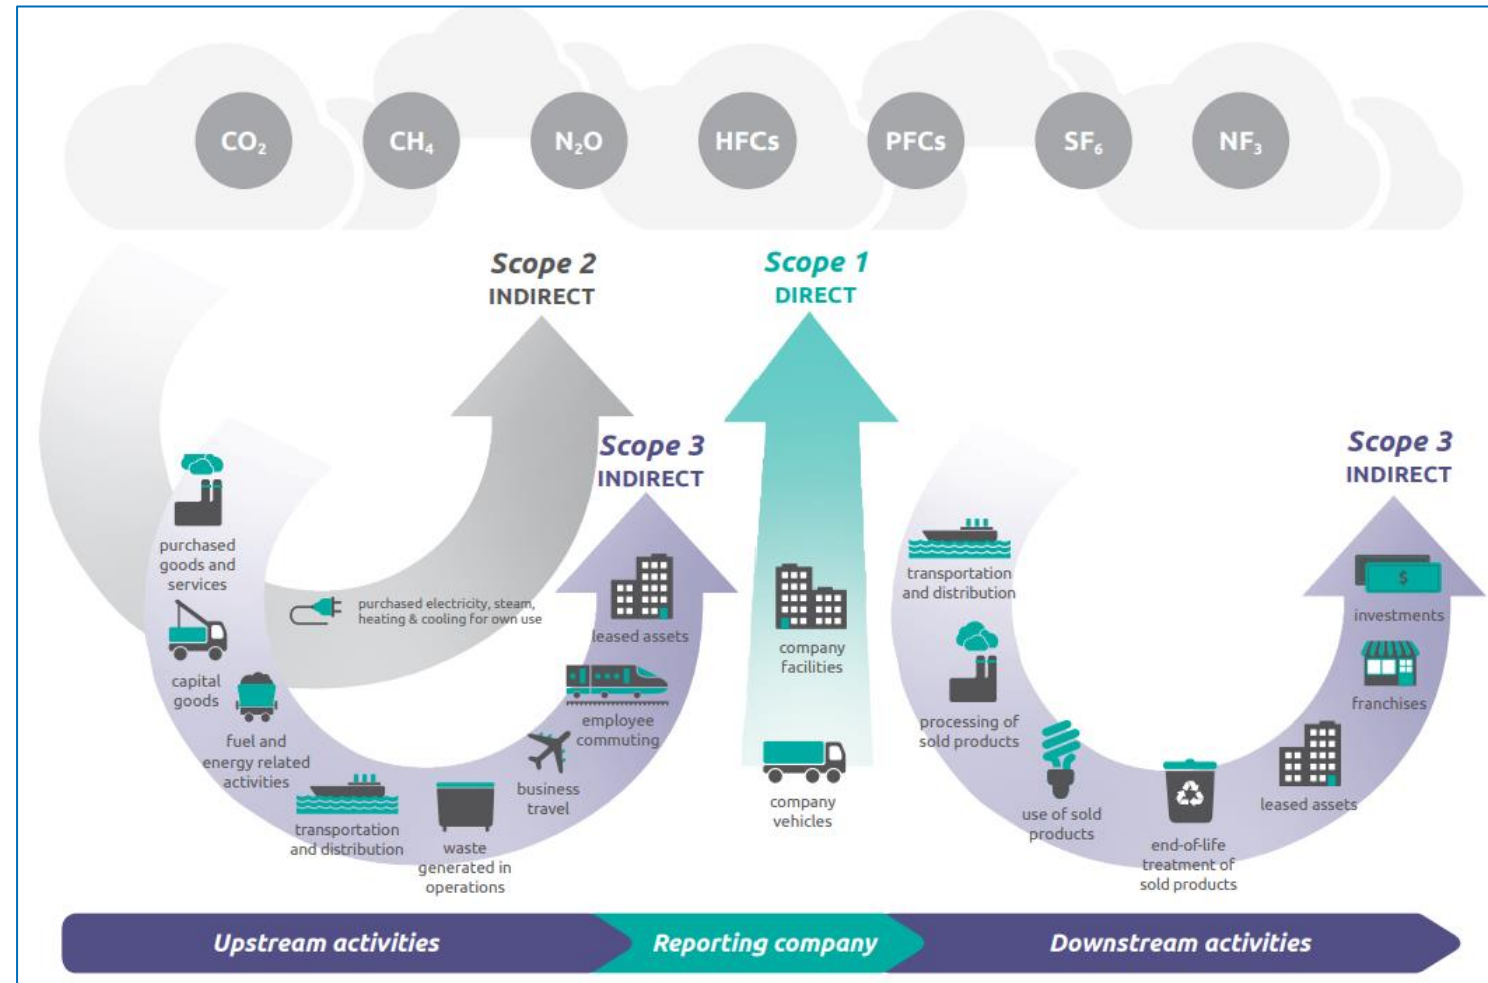 CO₂
CH₄
N₂O
HFCs
PFCs
SF₆
NF₃
Scope 2
INDIRECT
Scope 1
DIRECT
Scope 3
INDIRECT
Scope 3
INDIRECT
purchased
goods and
services
capital
goods
fuel and
energy related
activities
transportation
and distribution
waste
generated in
operations
business
travel
employee
commuting
leased assets
purchased electricity, steam,
heating & cooling for own use
company
facilities
company
vehicles
transportation
and distribution
processing of
sold products
use of sold
products
end-of-life
treatment of
sold products
leased assets
franchises
$
investments
Upstream activities
Reporting company
Downstream activities